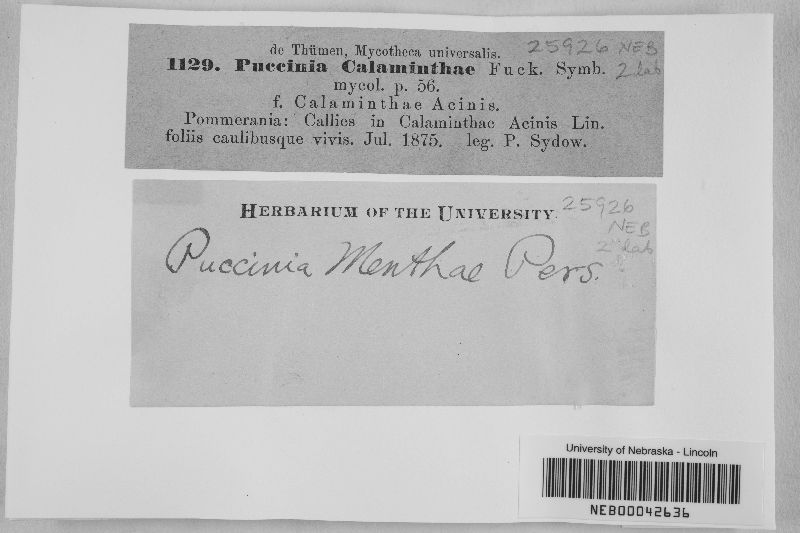 de Thümen, Mycotheca universalis. 25926 NEB
1129. Puccinia Calaminthae Fuck. Symb. 2 lab
mycol. p. 56.
f. Calaminthae Acinis.
Pommerania: Callies in Calaminthae Acinis Lin.
foliis caulibusque vivis. Jul. 1875. leg. P. Sydow.
HERBARIUM OF THE UNIVERSITY. 25926
NEB
2 lab
Puccinia Menthae Pers.
University of Nebraska - Lincoln
NEB00042636